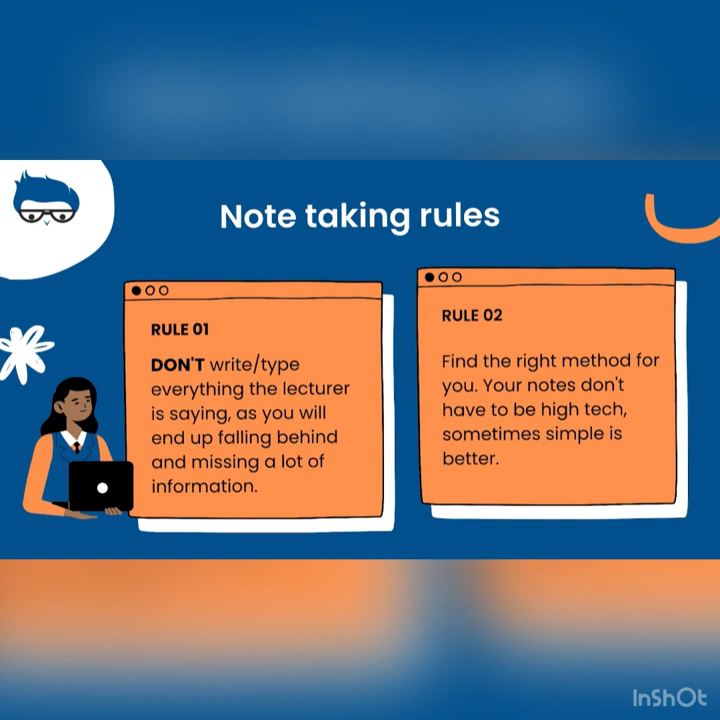 Note taking rules
RULE 01
DON'T write/type
everything the lecturer
is saying, as you will
end up falling behind
and missing a lot of
information.
RULE 02
Find the right method for
you. Your notes don't
have to be high tech,
sometimes simple is
better.
InShOt